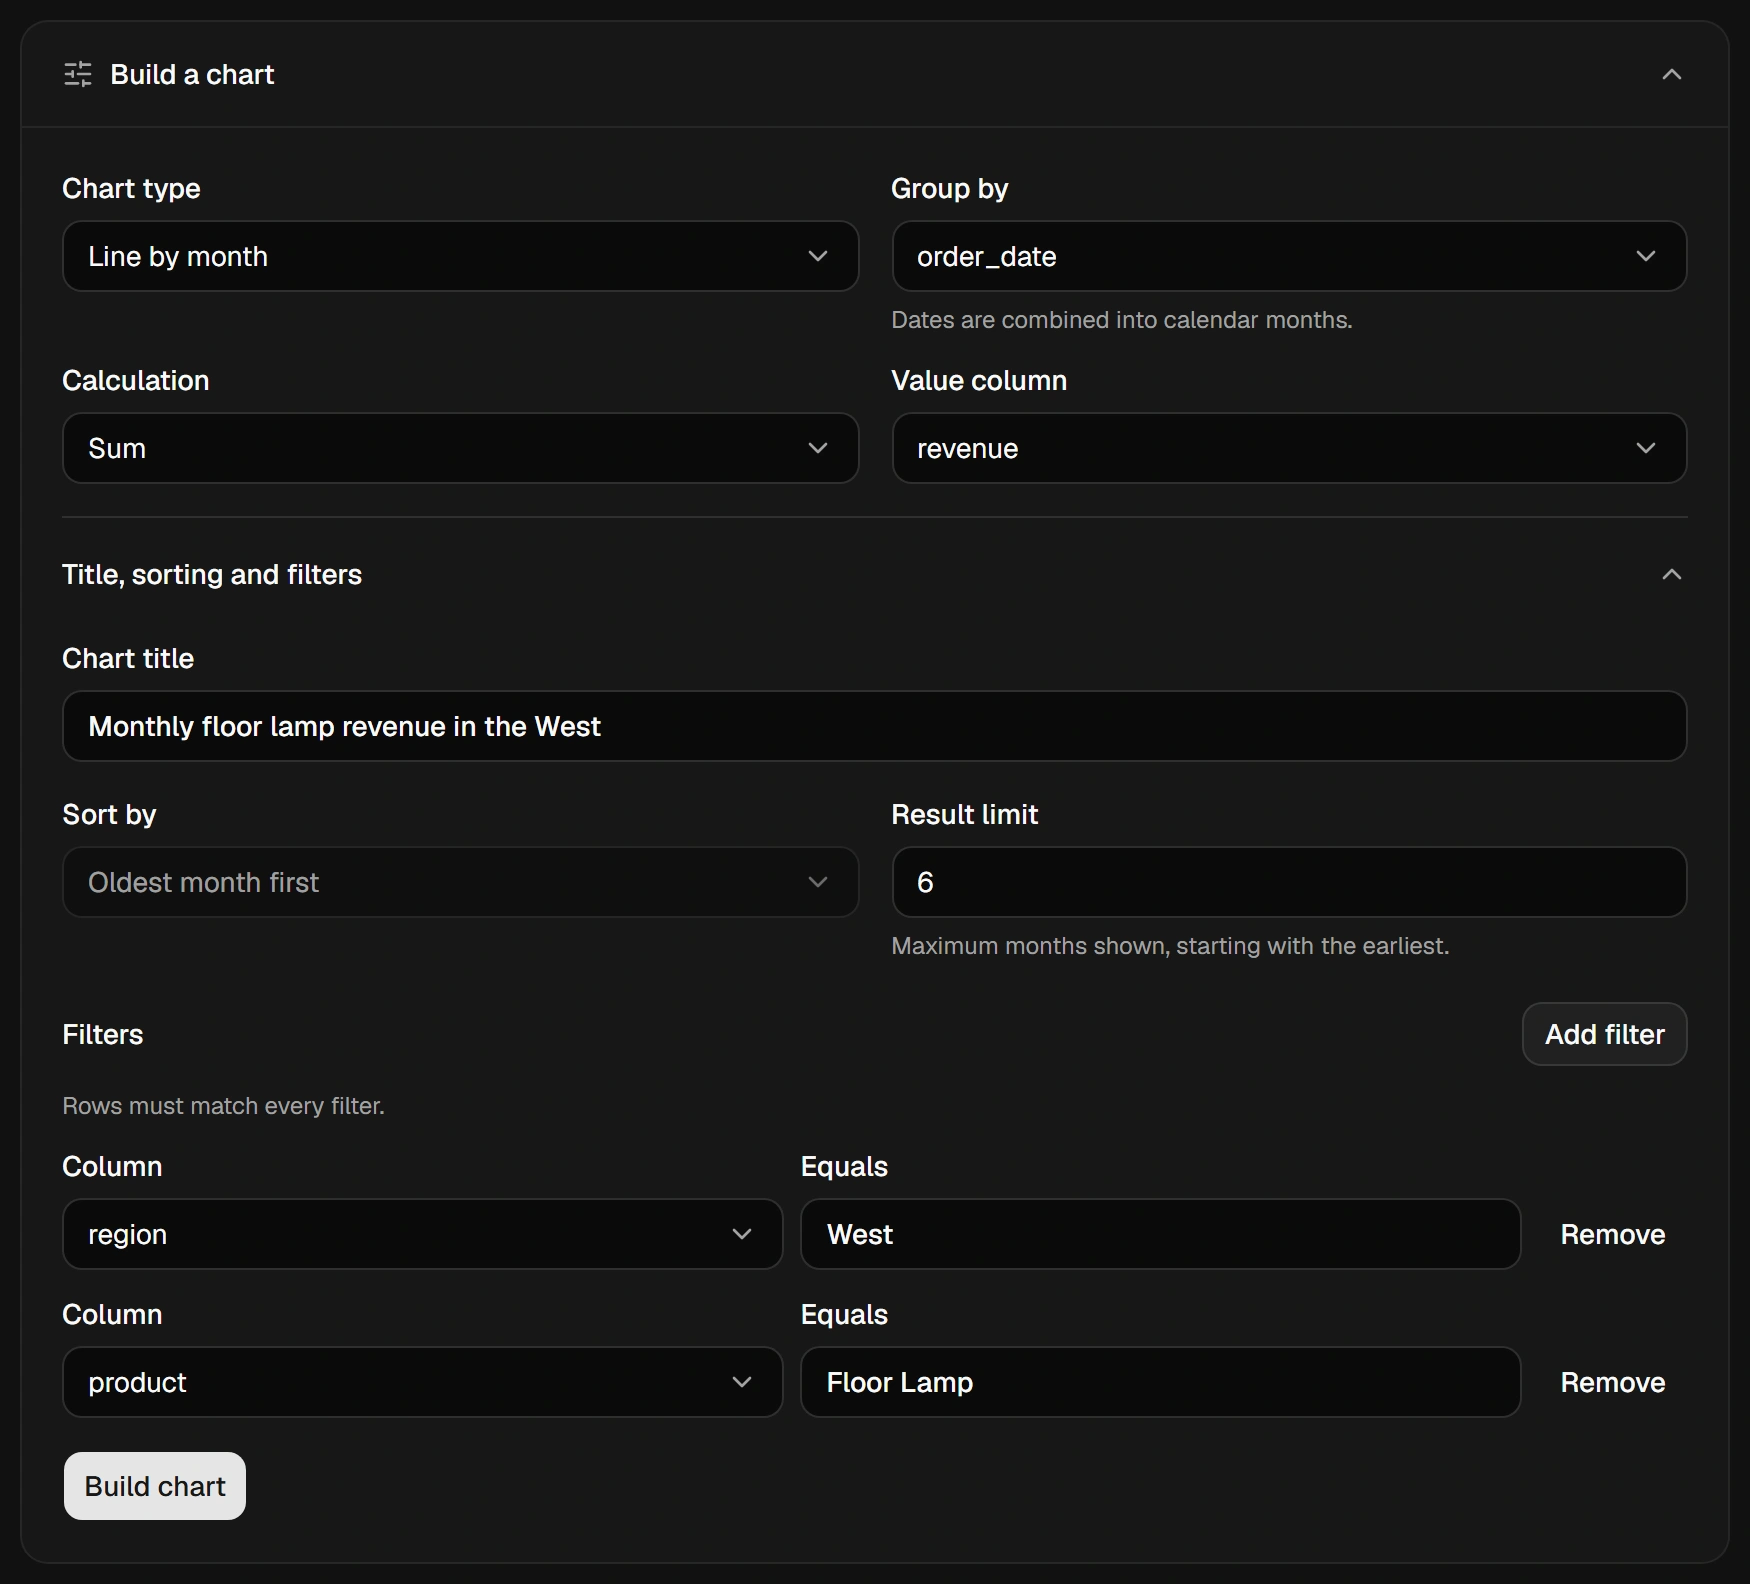 Build a chart
Chart type
Group by
Line by month
order_date
Dates are combined into calendar months.
Calculation
Value column
Sum
revenue
Title, sorting and filters
Chart title
Monthly floor lamp revenue in the West
Sort by
Result limit
Oldest month first
6
Maximum months shown, starting with the earliest.
Filters
Add filter
Rows must match every filter.
Column
Equals
region
West
Remove
Column
Equals
product
Floor Lamp
Remove
Build chart